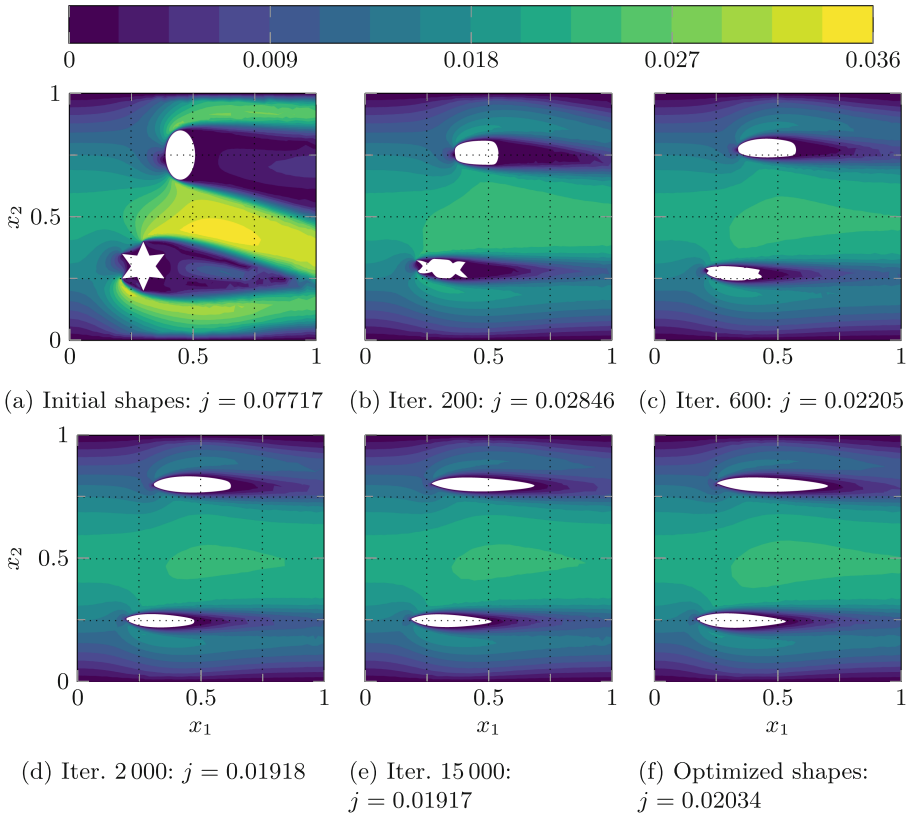 0 0.009 0.018 0.027 0.036
1
0.5
x₂
0
0 0.5 1
0 0.5 1
0 0.5 1
(a) Initial shapes: j = 0.07717
(b) Iter. 200: j = 0.02846
(c) Iter. 600: j = 0.02205
1
0.5
x₂
0
0 0.5 1
0 0.5 1
0 0.5 1
x₁
x₁
x₁
(d) Iter. 2 000: j = 0.01918
(e) Iter. 15 000:
j = 0.01917
(f) Optimized shapes:
j = 0.02034